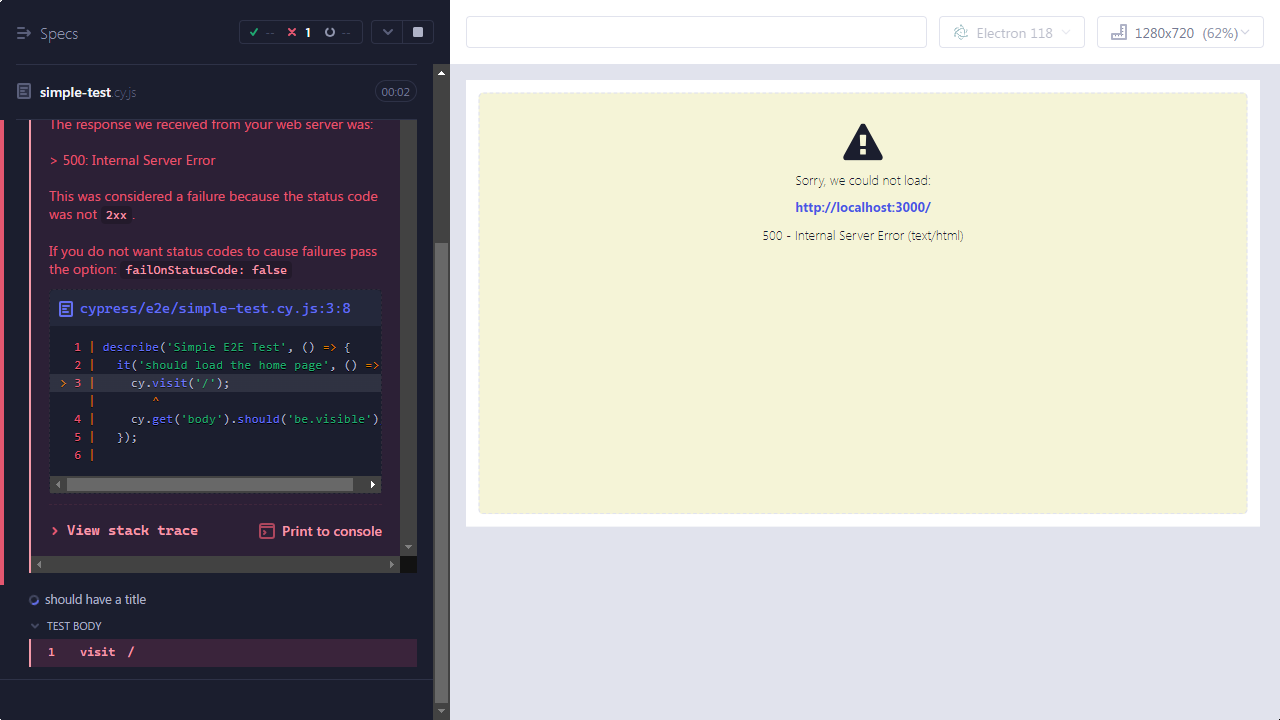 Specs
-- 1 --
simple-test.cy.js 00:02
The response we received from your web server was:
> 500: Internal Server Error
This was considered a failure because the status code
was not 2xx.
If you do not want status codes to cause failures pass
the option: failOnStatusCode: false
cypress/e2e/simple-test.cy.js:3:8
1 | describe('Simple E2E Test', () => {
2 | it('should load the home page', () =>
> 3 | cy.visit('/');
| ^
4 | cy.get('body').should('be.visible')
5 | });
6 |
> View stack trace Print to console
should have a title
TEST BODY
1 visit /
Electron 118
1280x720 (62%)
Sorry, we could not load:
http://localhost:3000/
500 - Internal Server Error (text/html)